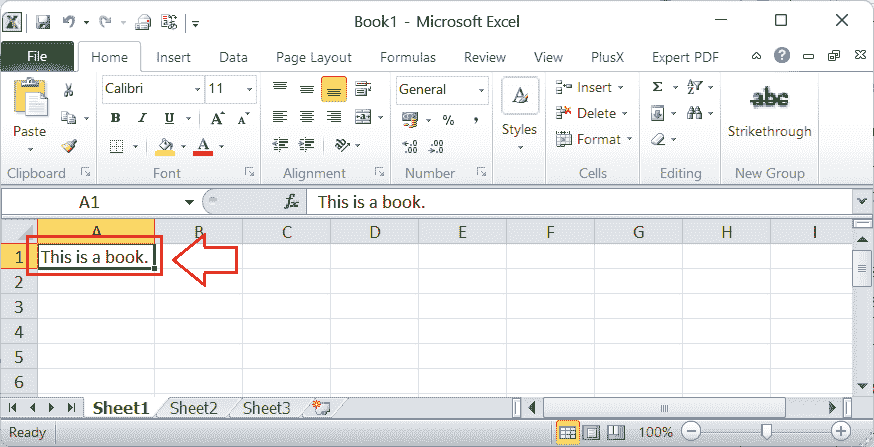 Book1 - Microsoft Excel
File Home Insert Data Page Layout Formulas Review View PlusX Expert PDF
Paste
Calibri 11
B I U A A
A
General
% ,
Styles
Insert
Delete
Format
Σ
abc
Strikethrough
Clipboard Font Alignment Number Cells Editing New Group
A1 fx This is a book.
A B C D E F G H I
1 This is a book.
2
3
4
5
6
Sheet1 Sheet2 Sheet3
Ready 100%